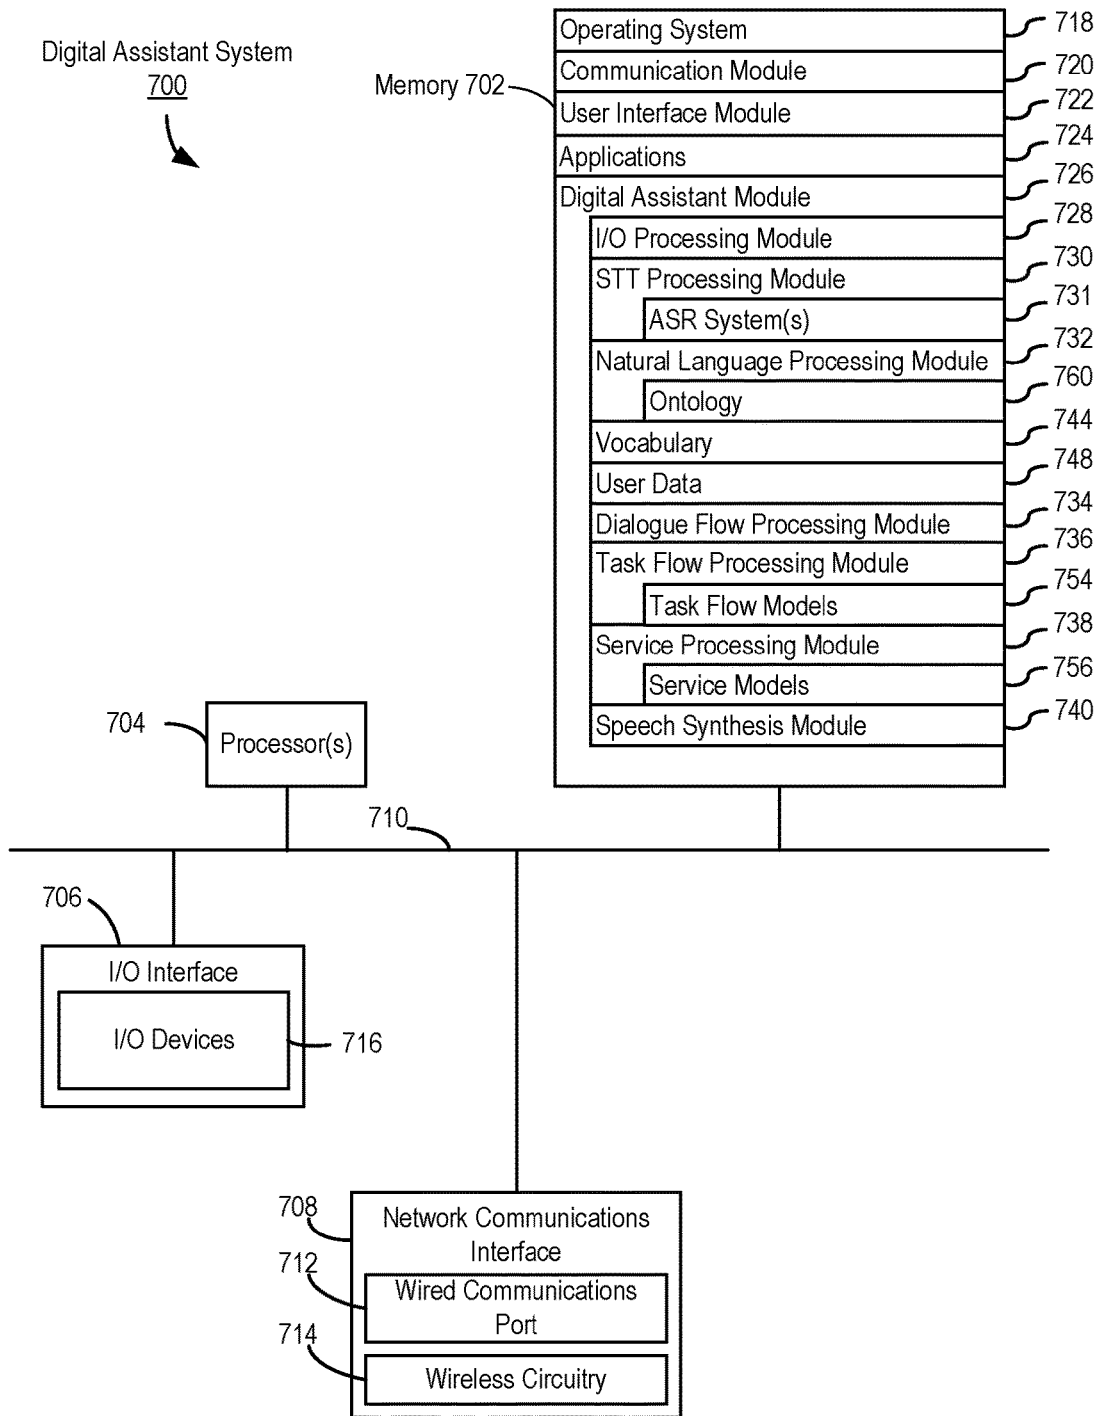 Digital Assistant System
700
Memory 702
Operating System 718
Communication Module 720
User Interface Module 722
Applications 724
Digital Assistant Module 726
I/O Processing Module 728
STT Processing Module 730
ASR System(s) 731
Natural Language Processing Module 732
Ontology 760
Vocabulary 744
User Data 748
Dialogue Flow Processing Module 734
Task Flow Processing Module 736
Task Flow Models 754
Service Processing Module 738
Service Models 756
Speech Synthesis Module 740
704
Processor(s)
710
706
I/O Interface
I/O Devices
716
708
Network Communications
Interface
712
Wired Communications
Port
714
Wireless Circuitry